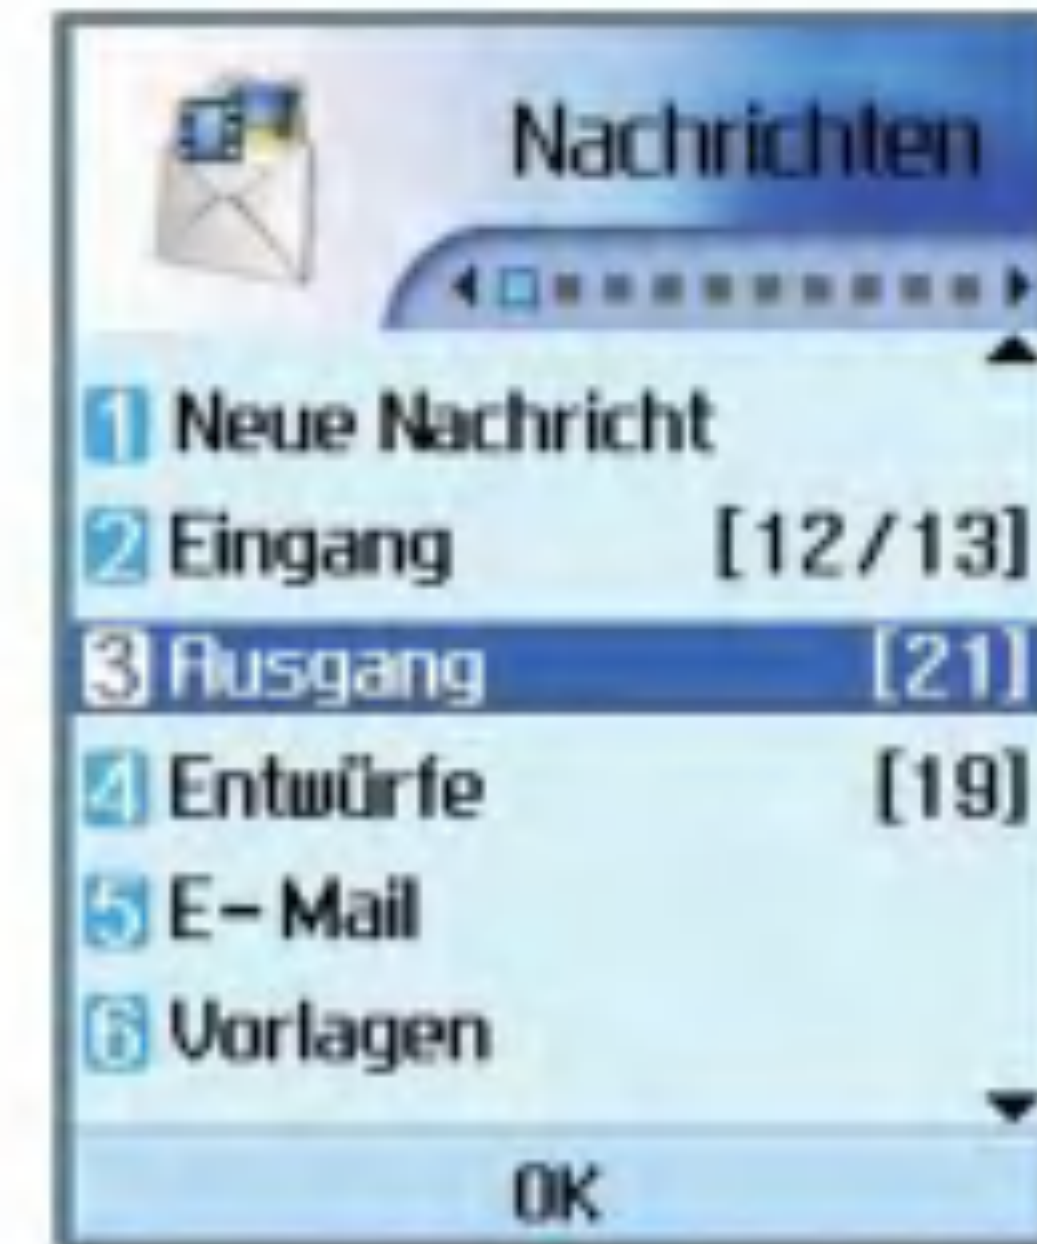 Nachrichten
1 Neue Nachricht
2 Eingang [12/13]
3 Ausgang [21]
4 Entwürfe [19]
5 E-Mail
6 Vorlagen
OK